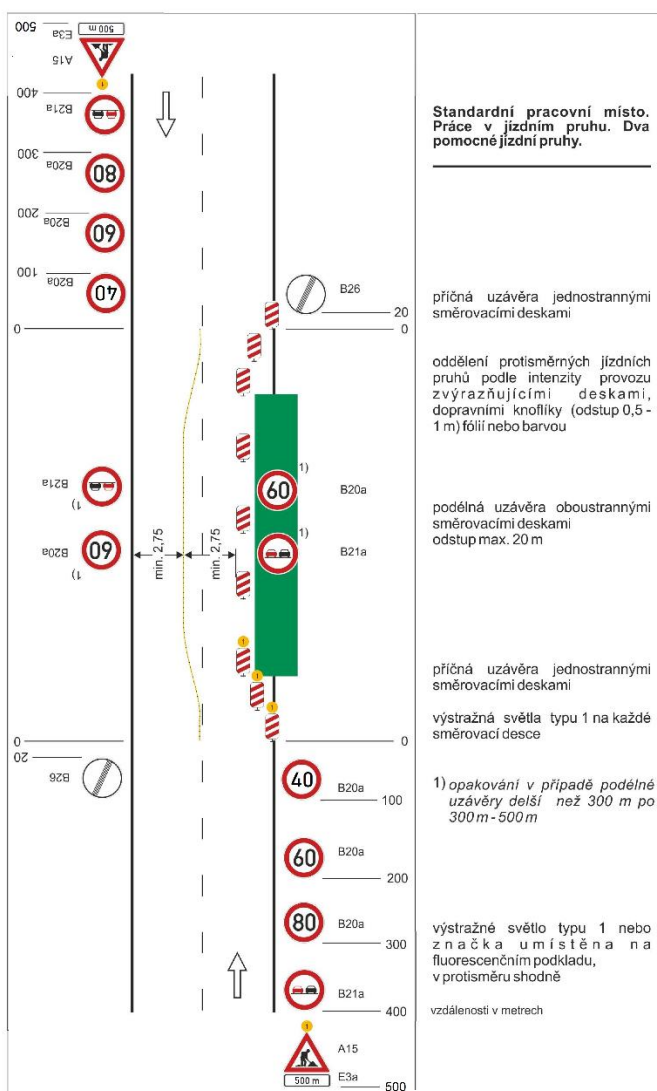 500
E3a
500 m
A15
400
B21a
300
B20a
80
200
B20a
60
100
B20a
40
0
B21a
1)
B20a
60
1)
0
20
B26
min. 2,75
min. 2,75
B26
20
0
1)
60
B20a
1)
B21a
0
40
B20a
100
60
B20a
200
80
B20a
300
B21a
400
1
A15
500 m
E3a
500
Standardní pracovní místo.
Práce v jízdním pruhu. Dva
pomocné jízdní pruhy.
příčná uzávěra jednostrannými
směrovacími deskami
oddělení protisměrných jízdních
pruhů podle intenzity provozu
zvýrazňujícími deskami,
dopravními knoflíky (odstup 0,5 -
1 m) fólií nebo barvou
podélná uzávěra oboustrannými
směrovacími deskami
odstup max. 20 m
příčná uzávěra jednostrannými
směrovacími deskami
výstražná světla typu 1 na každé
směrovací desce
1) opakování v případě podélné
uzávěry delší než 300 m po
300 m - 500 m
výstražné světlo typu 1 nebo
značka umístěna na
fluorescenčním podkladu,
v protisměru shodně
vzdálenosti v metrech